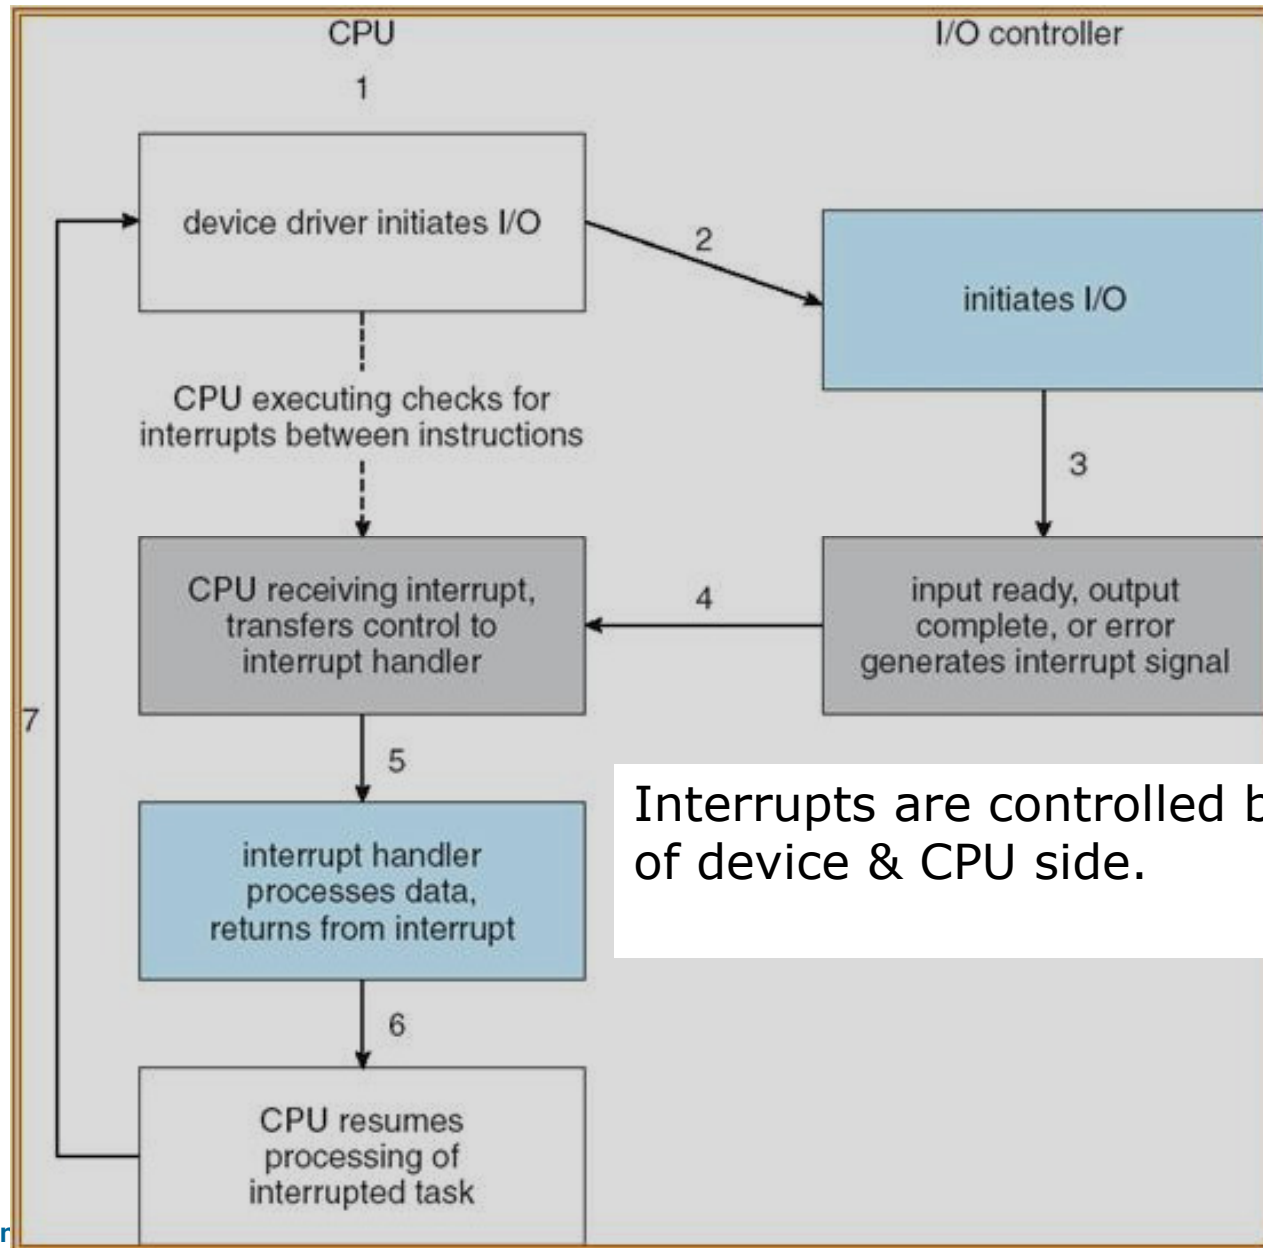 CPU
I/O controller
1
device driver initiates I/O
2
initiates I/O
CPU executing checks for
interrupts between instructions
3
CPU receiving interrupt,
transfers control to
interrupt handler
4
input ready, output
complete, or error
generates interrupt signal
7
5
Interrupts are controlled
of device & CPU side.
interrupt handler
processes data,
returns from interrupt
6
CPU resumes
processing of
interrupted task